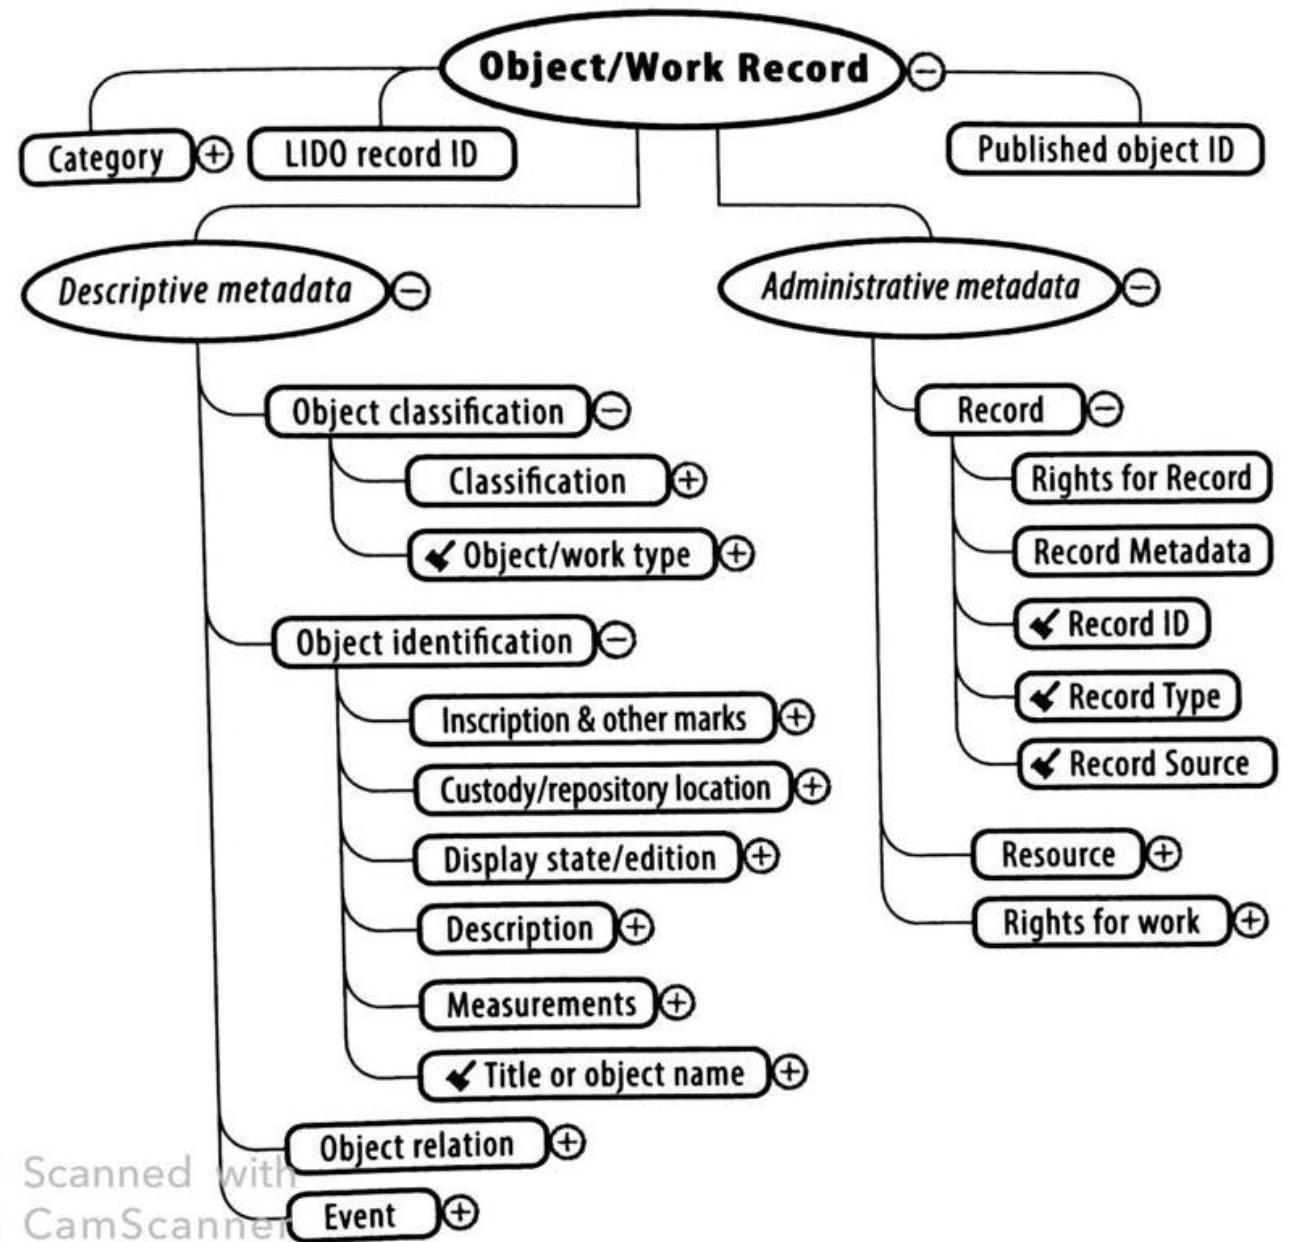 Object/Work Record
Category
LIDO record ID
Published object ID
Descriptive metadata
Administrative metadata
Object classification
Classification
Object/work type
Object identification
Inscription & other marks
Custody/repository location
Display state/edition
Description
Measurements
Title or object name
Object relation
Event
Record
Rights for Record
Record Metadata
Record ID
Record Type
Record Source
Resource
Rights for work
Scanned with
CamScanner